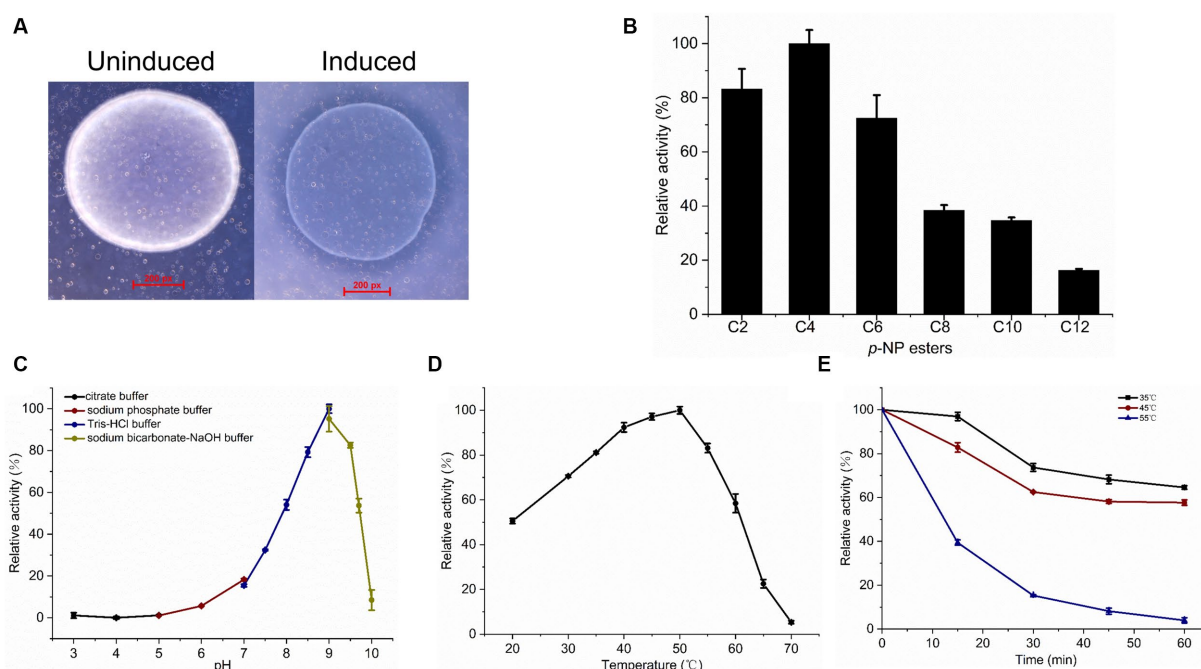 A
Uninduced Induced
200 px
200 px
B
Relative activity (%)
100
80
60
40
20
0
C2 C4 C6 C8 C10 C12
p-NP esters
C
citrate buffer
sodium phosphate buffer
Tris-HCl buffer
sodium bicarbonate-NaOH buffer
Relative activity (%)
100
80
60
40
20
0
3 4 5 6 7 8 9 10
pH
D
Relative activity (%)
100
80
60
40
20
0
20 30 40 50 60 70
Temperature (℃)
E
35℃
45℃
55℃
Relative activity (%)
100
80
60
40
20
0
0 10 20 30 40 50 60
Time (min)